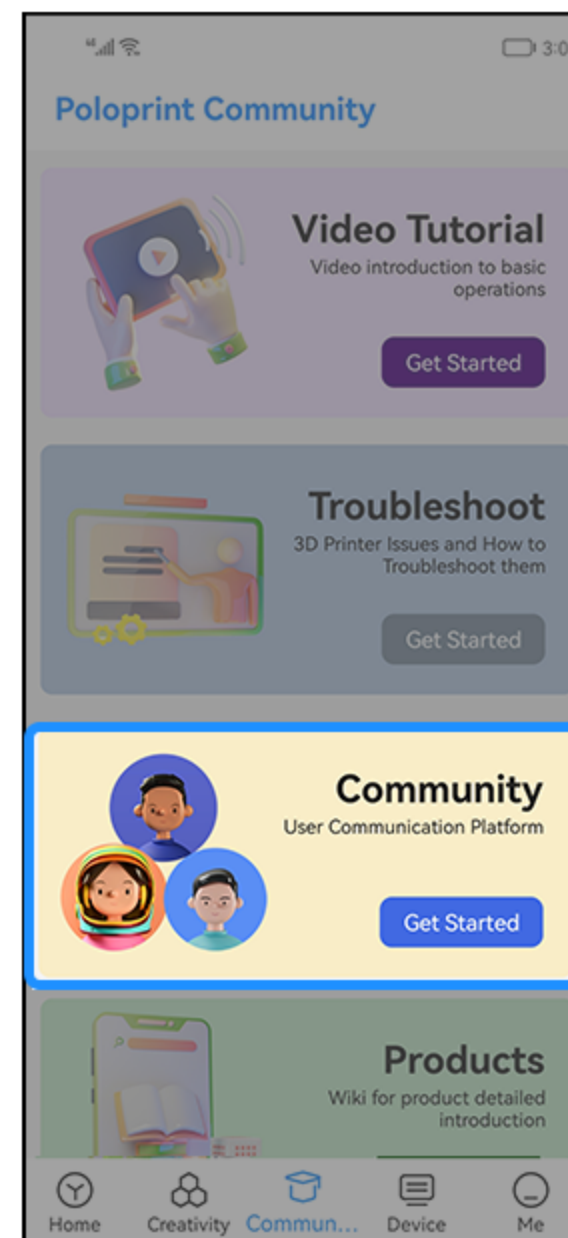 3:0
Poloprint Community
Video Tutorial
Video introduction to basic
operations
Get Started
Troubleshoot
3D Printer Issues and How to
Troubleshoot them
Get Started
Community
User Communication Platform
Get Started
Products
Wiki for product detailed
introduction
Home Creativity Commun... Device Me